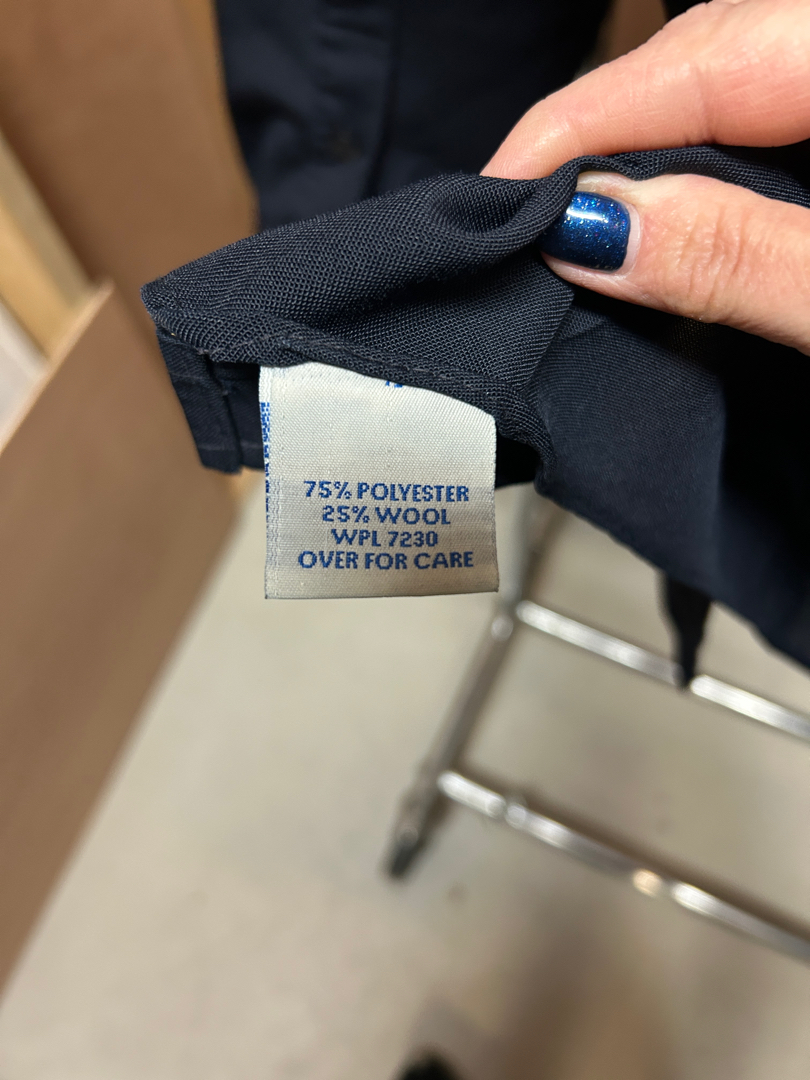 75% POLYESTER
25% WOOL
WPL 7230
OVER FOR CARE